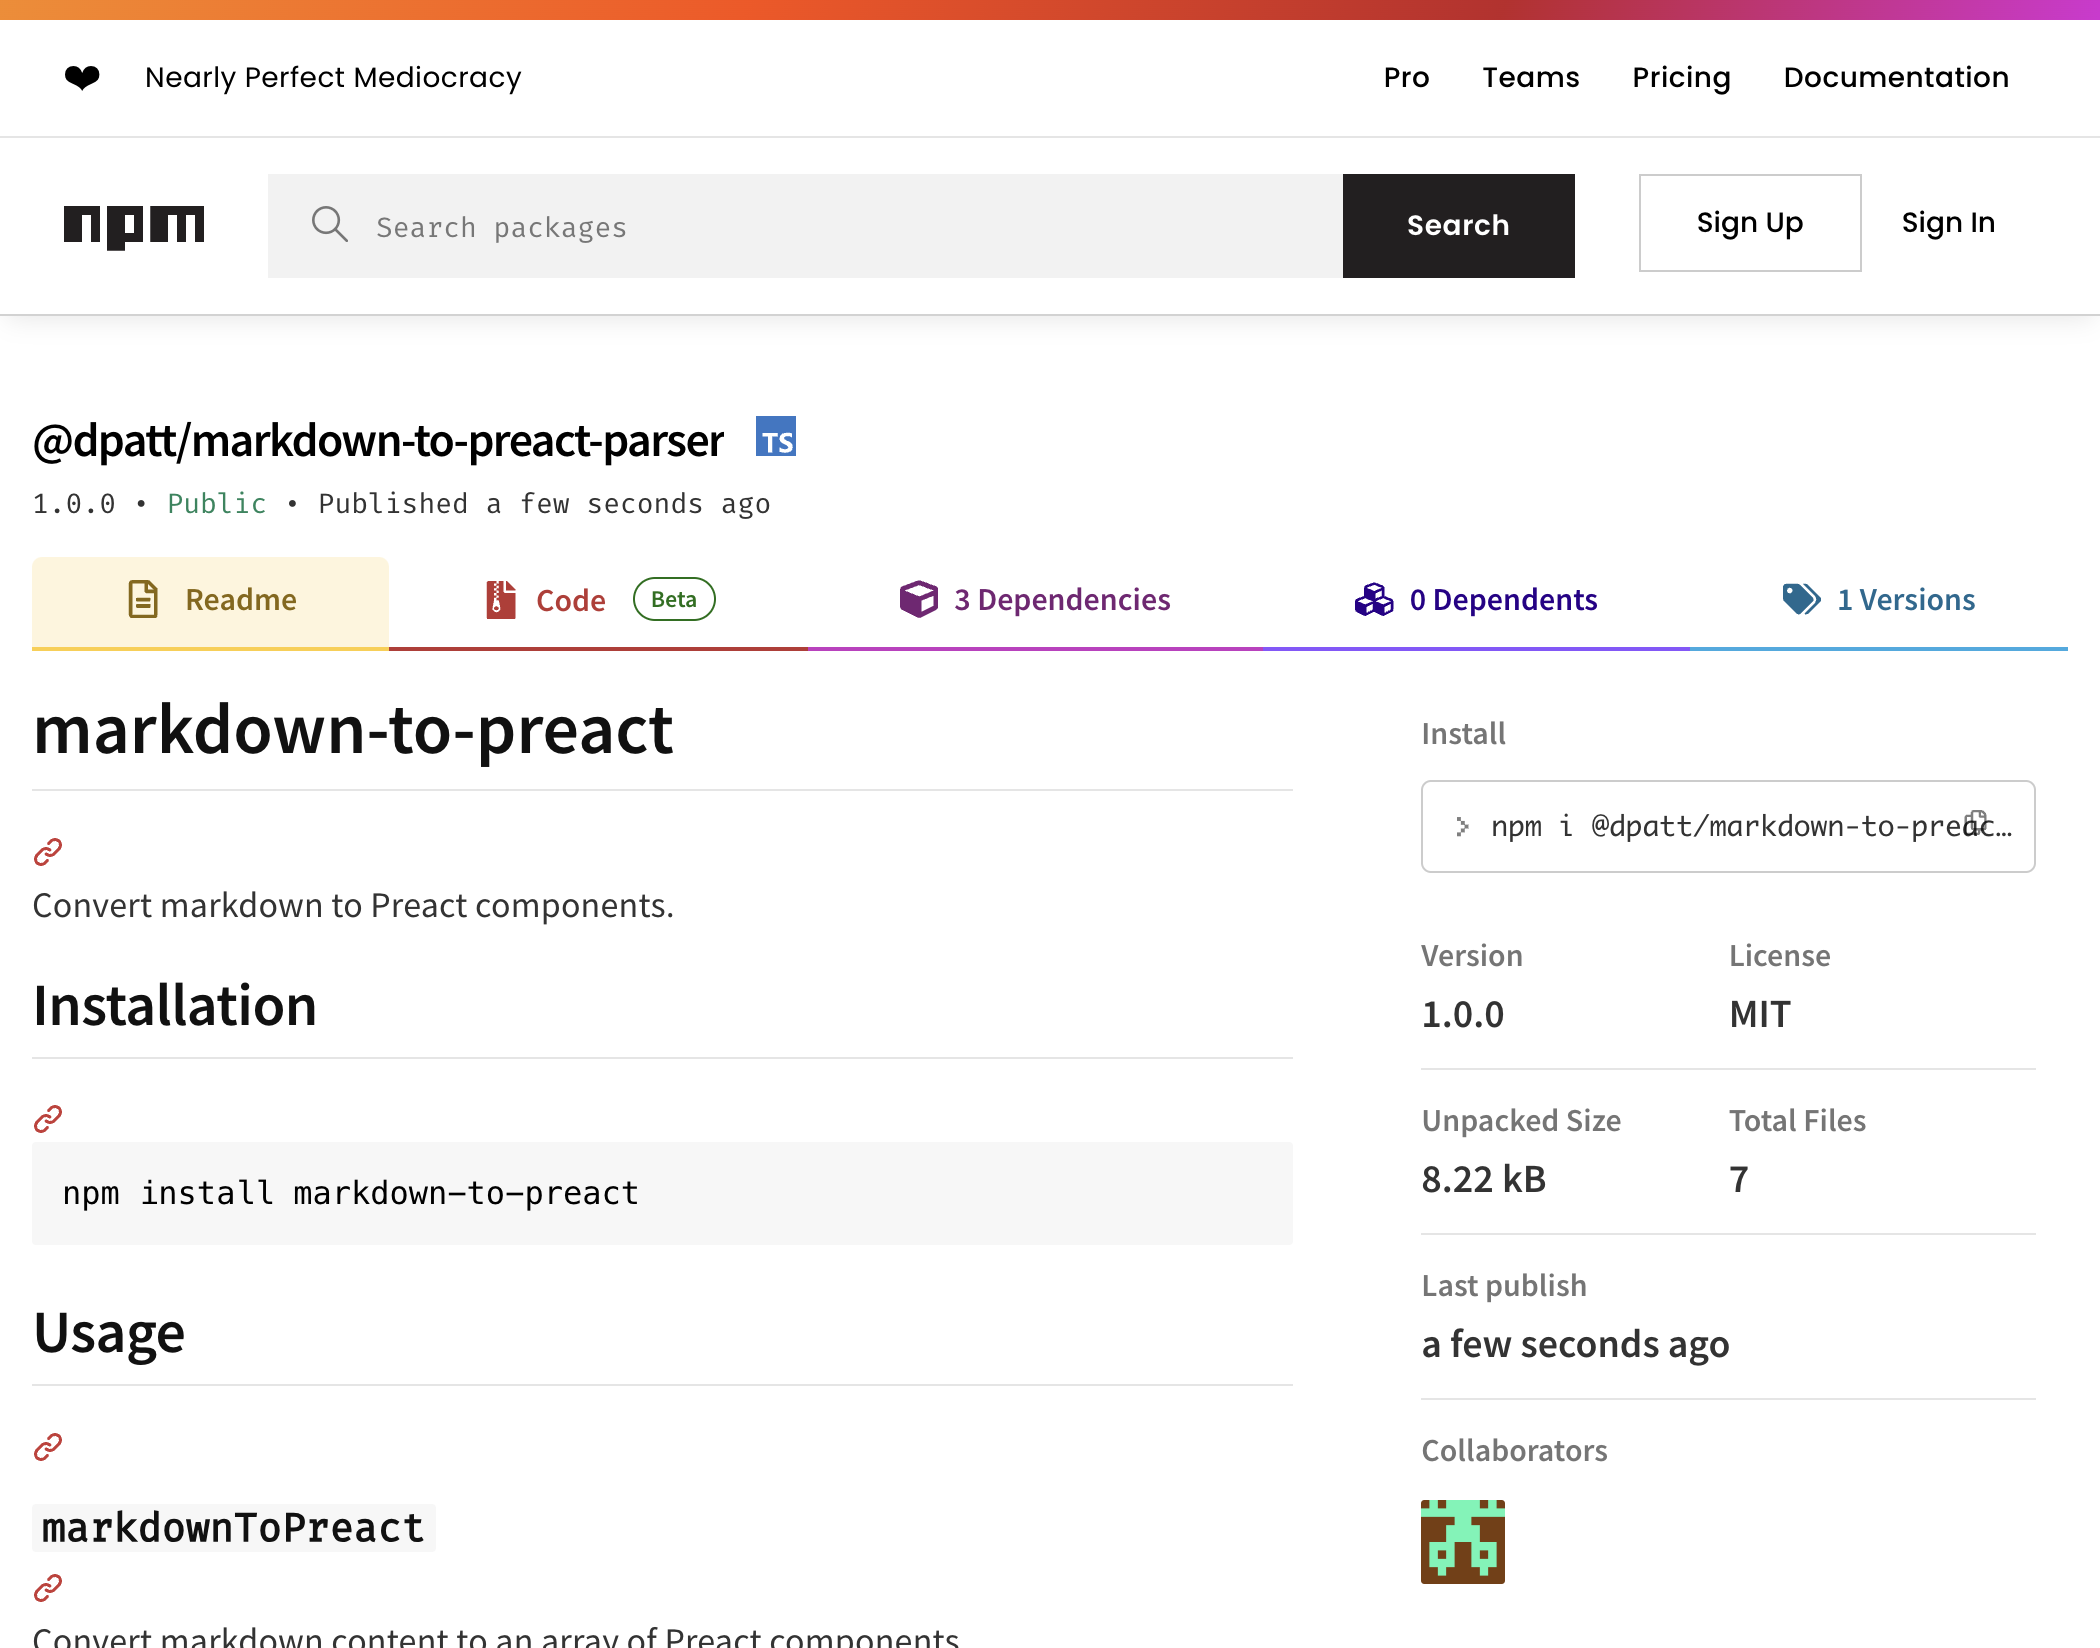 ❤ Nearly Perfect Mediocracy Pro Teams Pricing Documentation
npm Search packages Search Sign Up Sign In
@dpatt/markdown-to-preact-parser TS
1.0.0 • Public • Published a few seconds ago
Readme Code Beta 3 Dependencies 0 Dependents 1 Versions
markdown-to-preact
Convert markdown to Preact components.
Installation
npm install markdown-to-preact
Usage
markdownToPreact
Convert markdown content to an array of Preact components
Install
npm i @dpatt/markdown-to-preac…
Version License
1.0.0 MIT
Unpacked Size Total Files
8.22 kB 7
Last publish
a few seconds ago
Collaborators